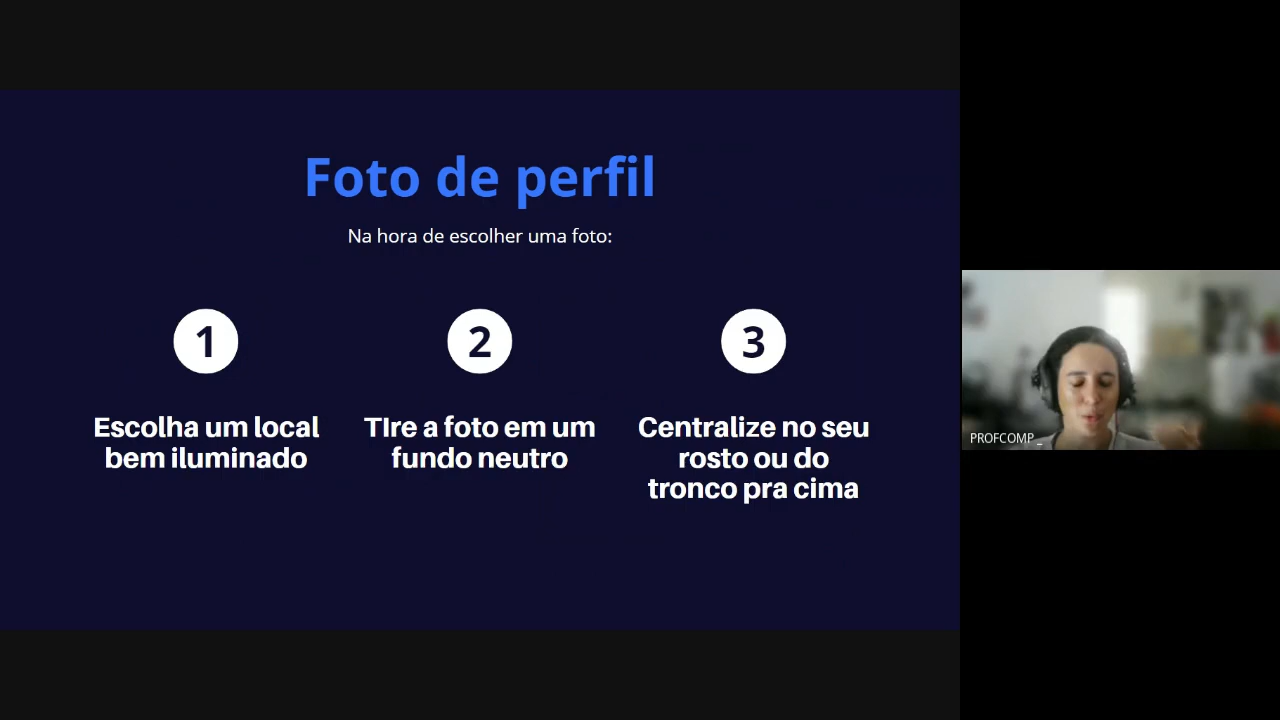 Foto de perfil
Na hora de escolher uma foto:
1
2
3
Escolha um local
bem iluminado
TIre a foto em um
fundo neutro
Centralize no seu
rosto ou do
tronco pra cima
PROFCOMP _